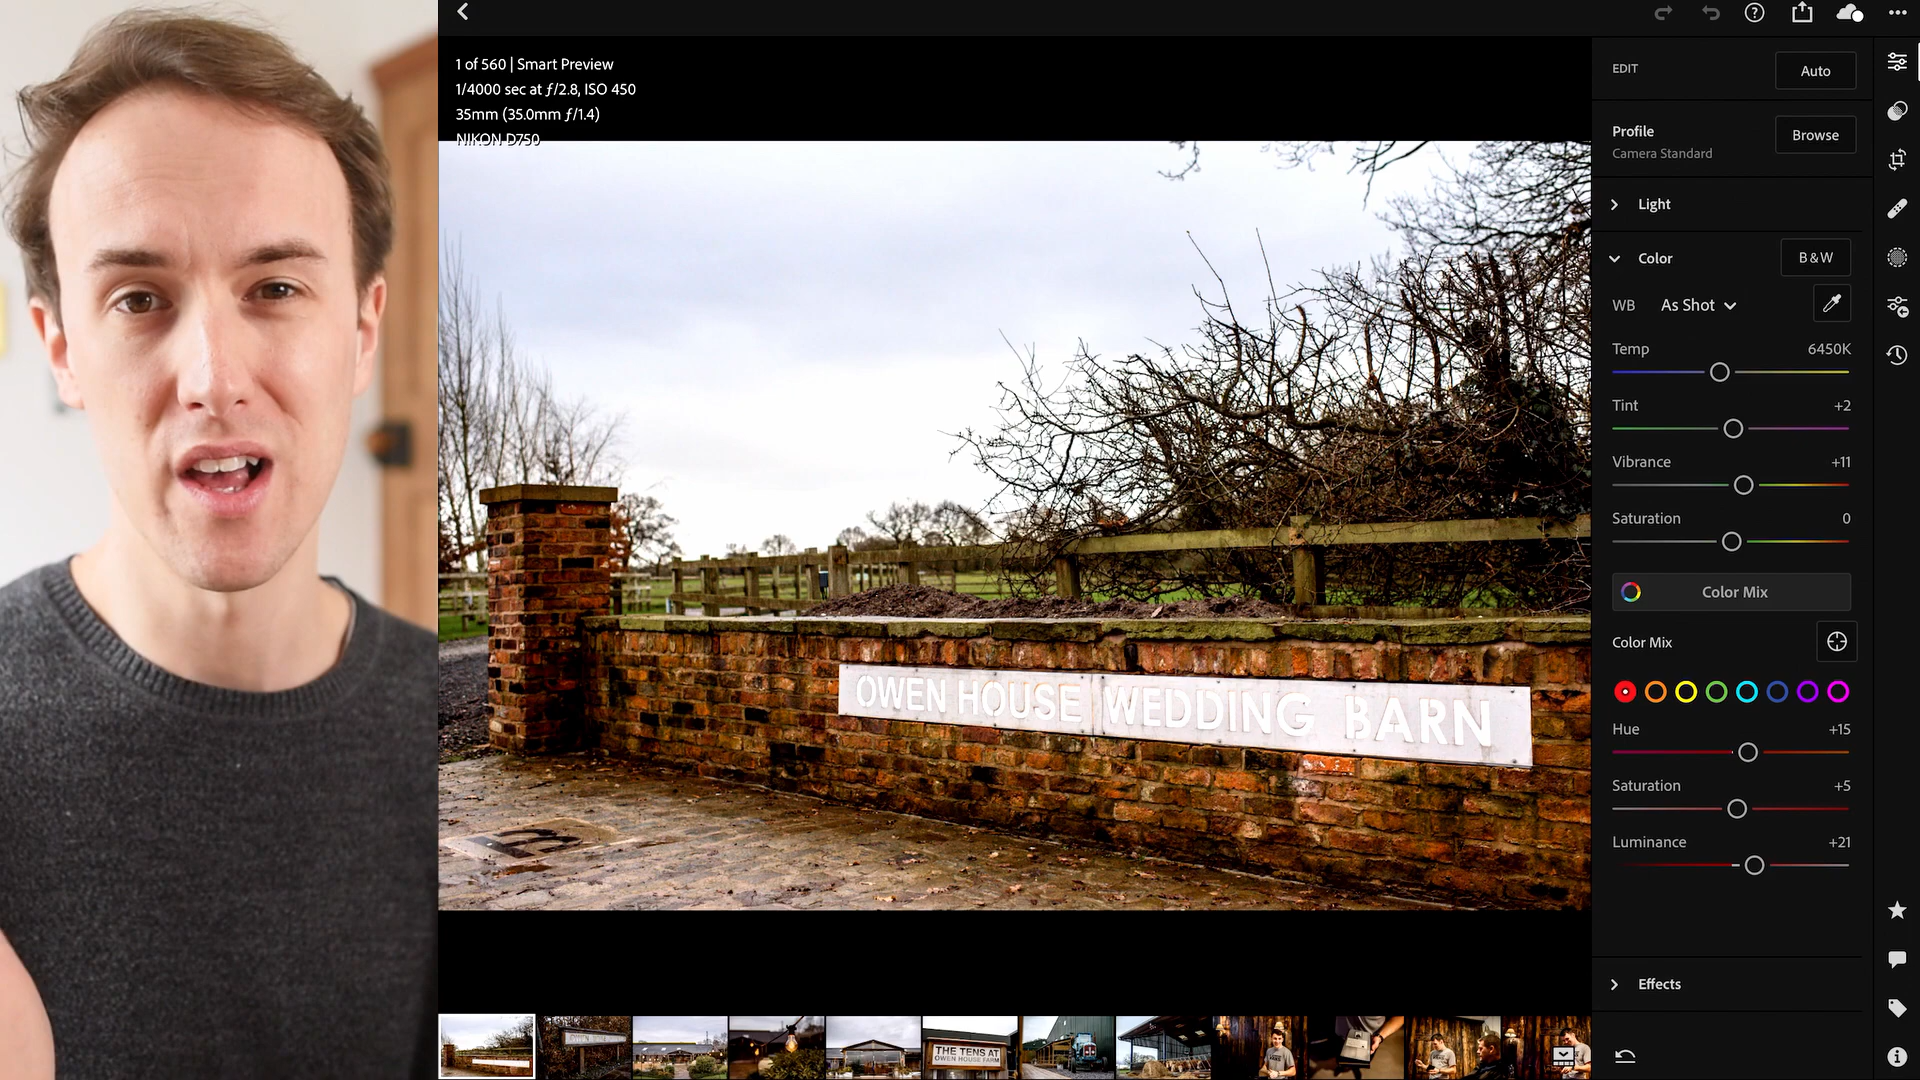 1 of 560 | Smart Preview
1/4000 sec at ƒ/2.8, ISO 450
35mm (35.0mm ƒ/1.4)
NIKON D750
OWEN HOUSE WEDDING BARN
THE TENS AT
OWEN HOUSE FARM
EDIT
Auto
Profile
Camera Standard
Browse
Light
Color
B&W
WB As Shot
Temp 6450K
Tint +2
Vibrance +11
Saturation 0
Color Mix
Color Mix
Hue +15
Saturation +5
Luminance +21
Effects